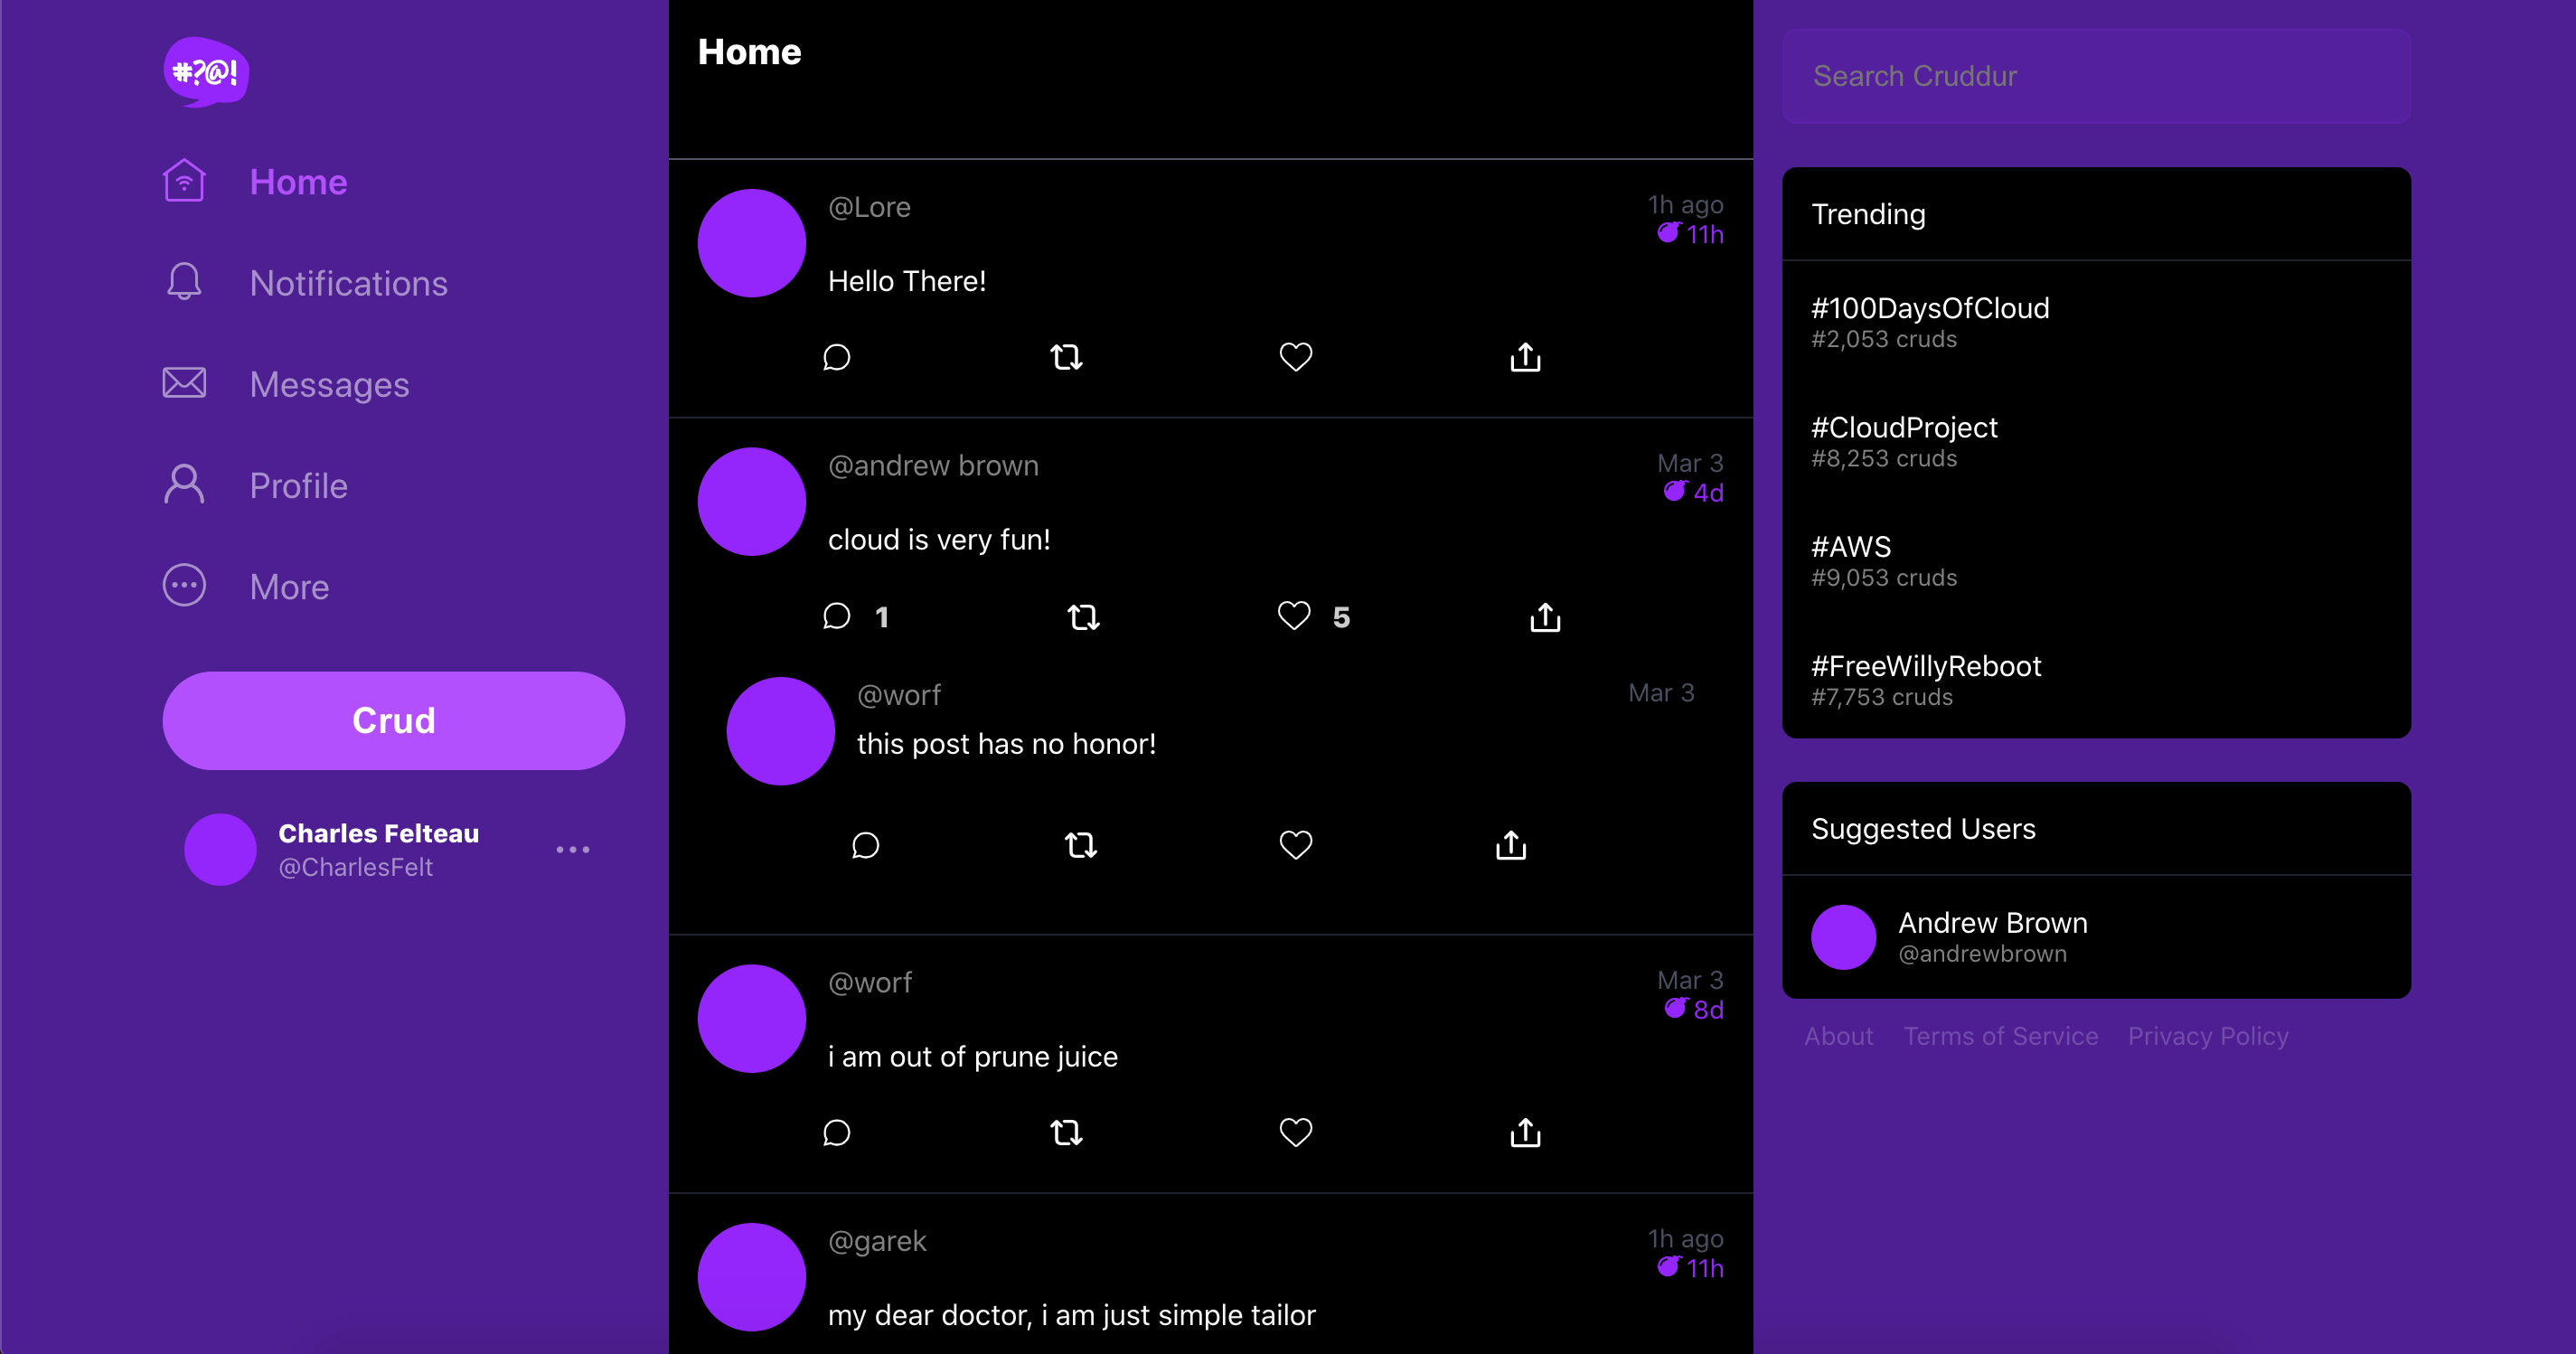 #?@!
Home
Notifications
Messages
Profile
More
Crud
Charles Felteau
@CharlesFelt
Home
@Lore
1h ago
11h
Hello There!
@andrew brown
Mar 3
4d
cloud is very fun!
1
5
@worf
Mar 3
this post has no honor!
@worf
Mar 3
8d
i am out of prune juice
@garek
1h ago
11h
my dear doctor, i am just simple tailor
Search Cruddur
Trending
#100DaysOfCloud
#2,053 cruds
#CloudProject
#8,253 cruds
#AWS
#9,053 cruds
#FreeWillyReboot
#7,753 cruds
Suggested Users
Andrew Brown
@andrewbrown
About Terms of Service Privacy Policy